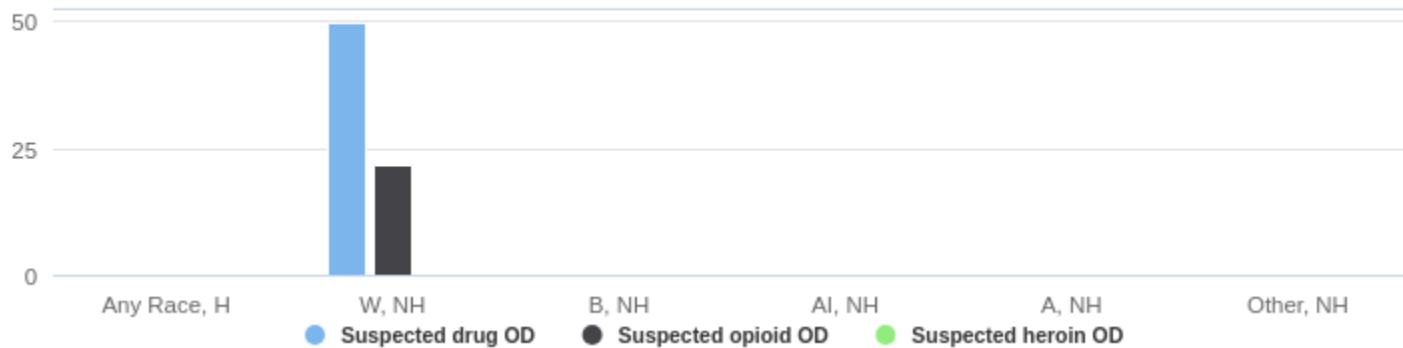 50
25
0
Any Race, H W, NH B, NH AI, NH A, NH Other, NH
Suspected drug OD Suspected opioid OD Suspected heroin OD